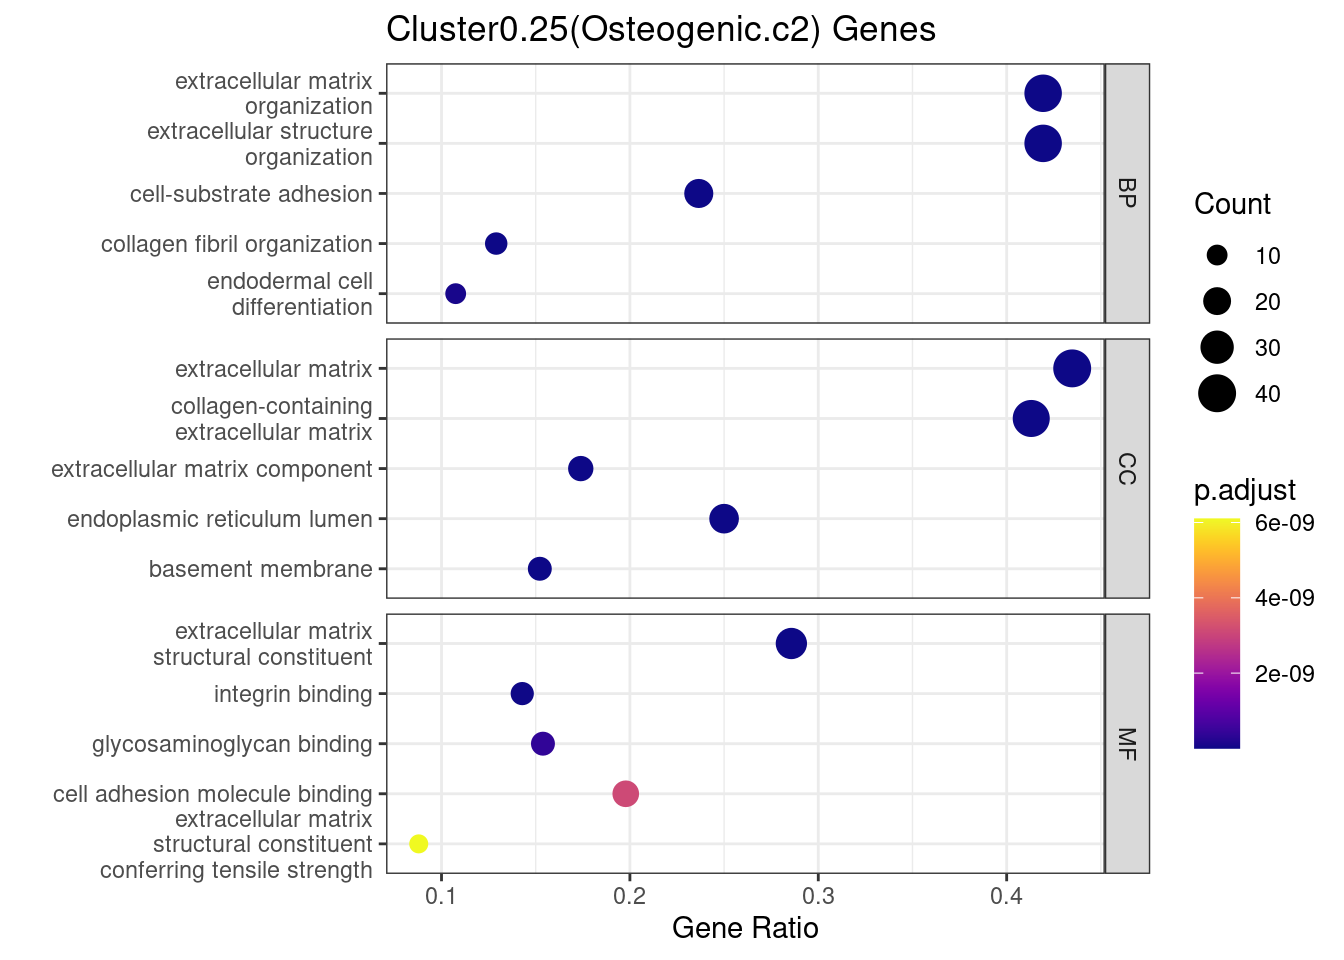 Cluster0.25(Osteogenic.c2) Genes
extracellular matrix
organization
extracellular structure
organization
cell-substrate adhesion
collagen fibril organization
endodermal cell
differentiation
BP
extracellular matrix
collagen-containing
extracellular matrix
extracellular matrix component
endoplasmic reticulum lumen
basement membrane
CC
extracellular matrix
structural constituent
integrin binding
glycosaminoglycan binding
cell adhesion molecule binding
extracellular matrix
structural constituent
conferring tensile strength
MF
0.1
0.2
0.3
0.4
Gene Ratio
Count
10
20
30
40
p.adjust
6e-09
4e-09
2e-09